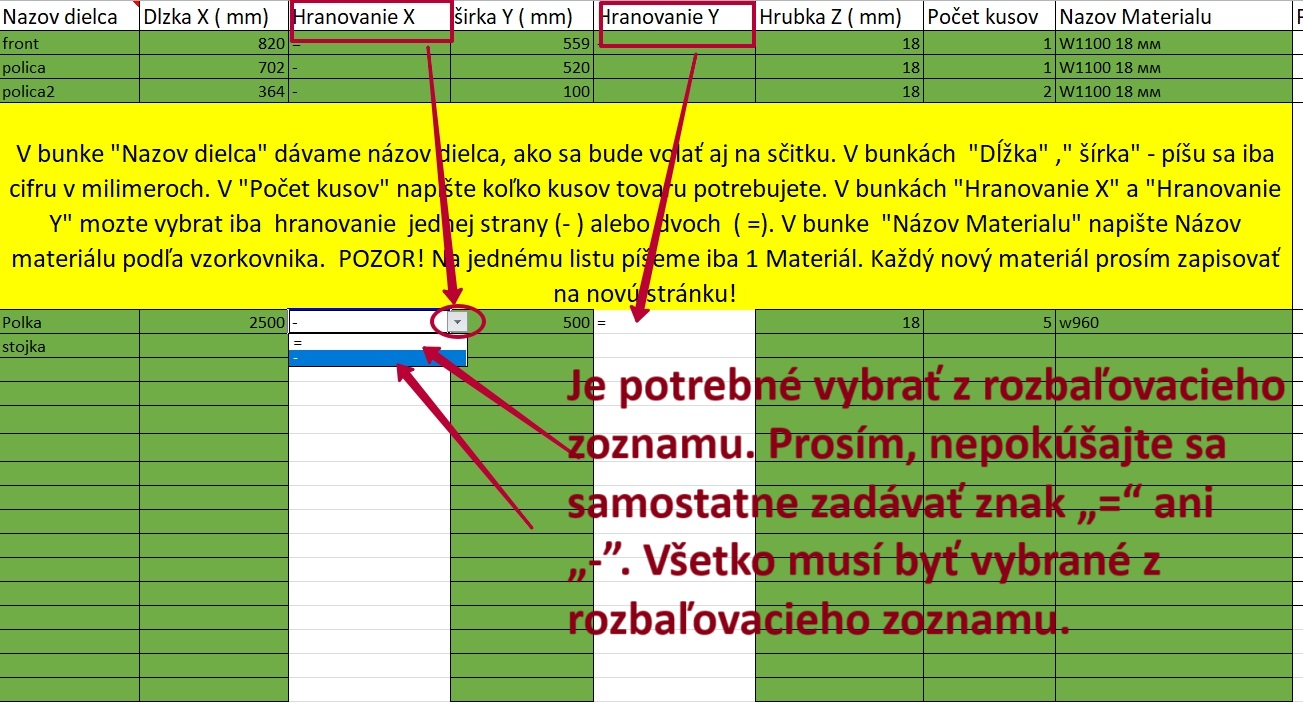 Nazov dielca Dlzka X ( mm) Hranovanie X širka Y ( mm) Hranovanie Y Hrubka Z ( mm) Počet kusov Nazov Materialu
front 820 = 559 - 18 1 W1100 18 мм
polica 702 - 520 18 1 W1100 18 мм
polica2 364 - 100 18 2 W1100 18 мм
V bunke "Nazov dielca" dávame názov dielca, ako sa bude volať aj na sčitku. V bunkách "Dĺžka" ," šírka" - píšu sa iba
cifru v milimeroch. V "Počet kusov" napište koľko kusov tovaru potrebujete. V bunkách "Hranovanie X" a "Hranovanie
Y" mozte vybrat iba hranovanie jednej strany (- ) alebo dvoch ( =). V bunke "Názov Materialu" napište Názov
materiálu podľa vzorkovnika. POZOR! Na jednému listu píšeme iba 1 Materiál. Každý nový materiál prosím zapisovať
na novú stránku!
Polka 2500 - 500 = 18 5 w960
stojka =
-
Je potrebné vybrať z rozbaľovacieho
zoznamu. Prosím, nepokúšajte sa
samostatne zadávať znak „=“ ani
„-”. Všetko musí byť vybrané z
rozbaľovacieho zoznamu.